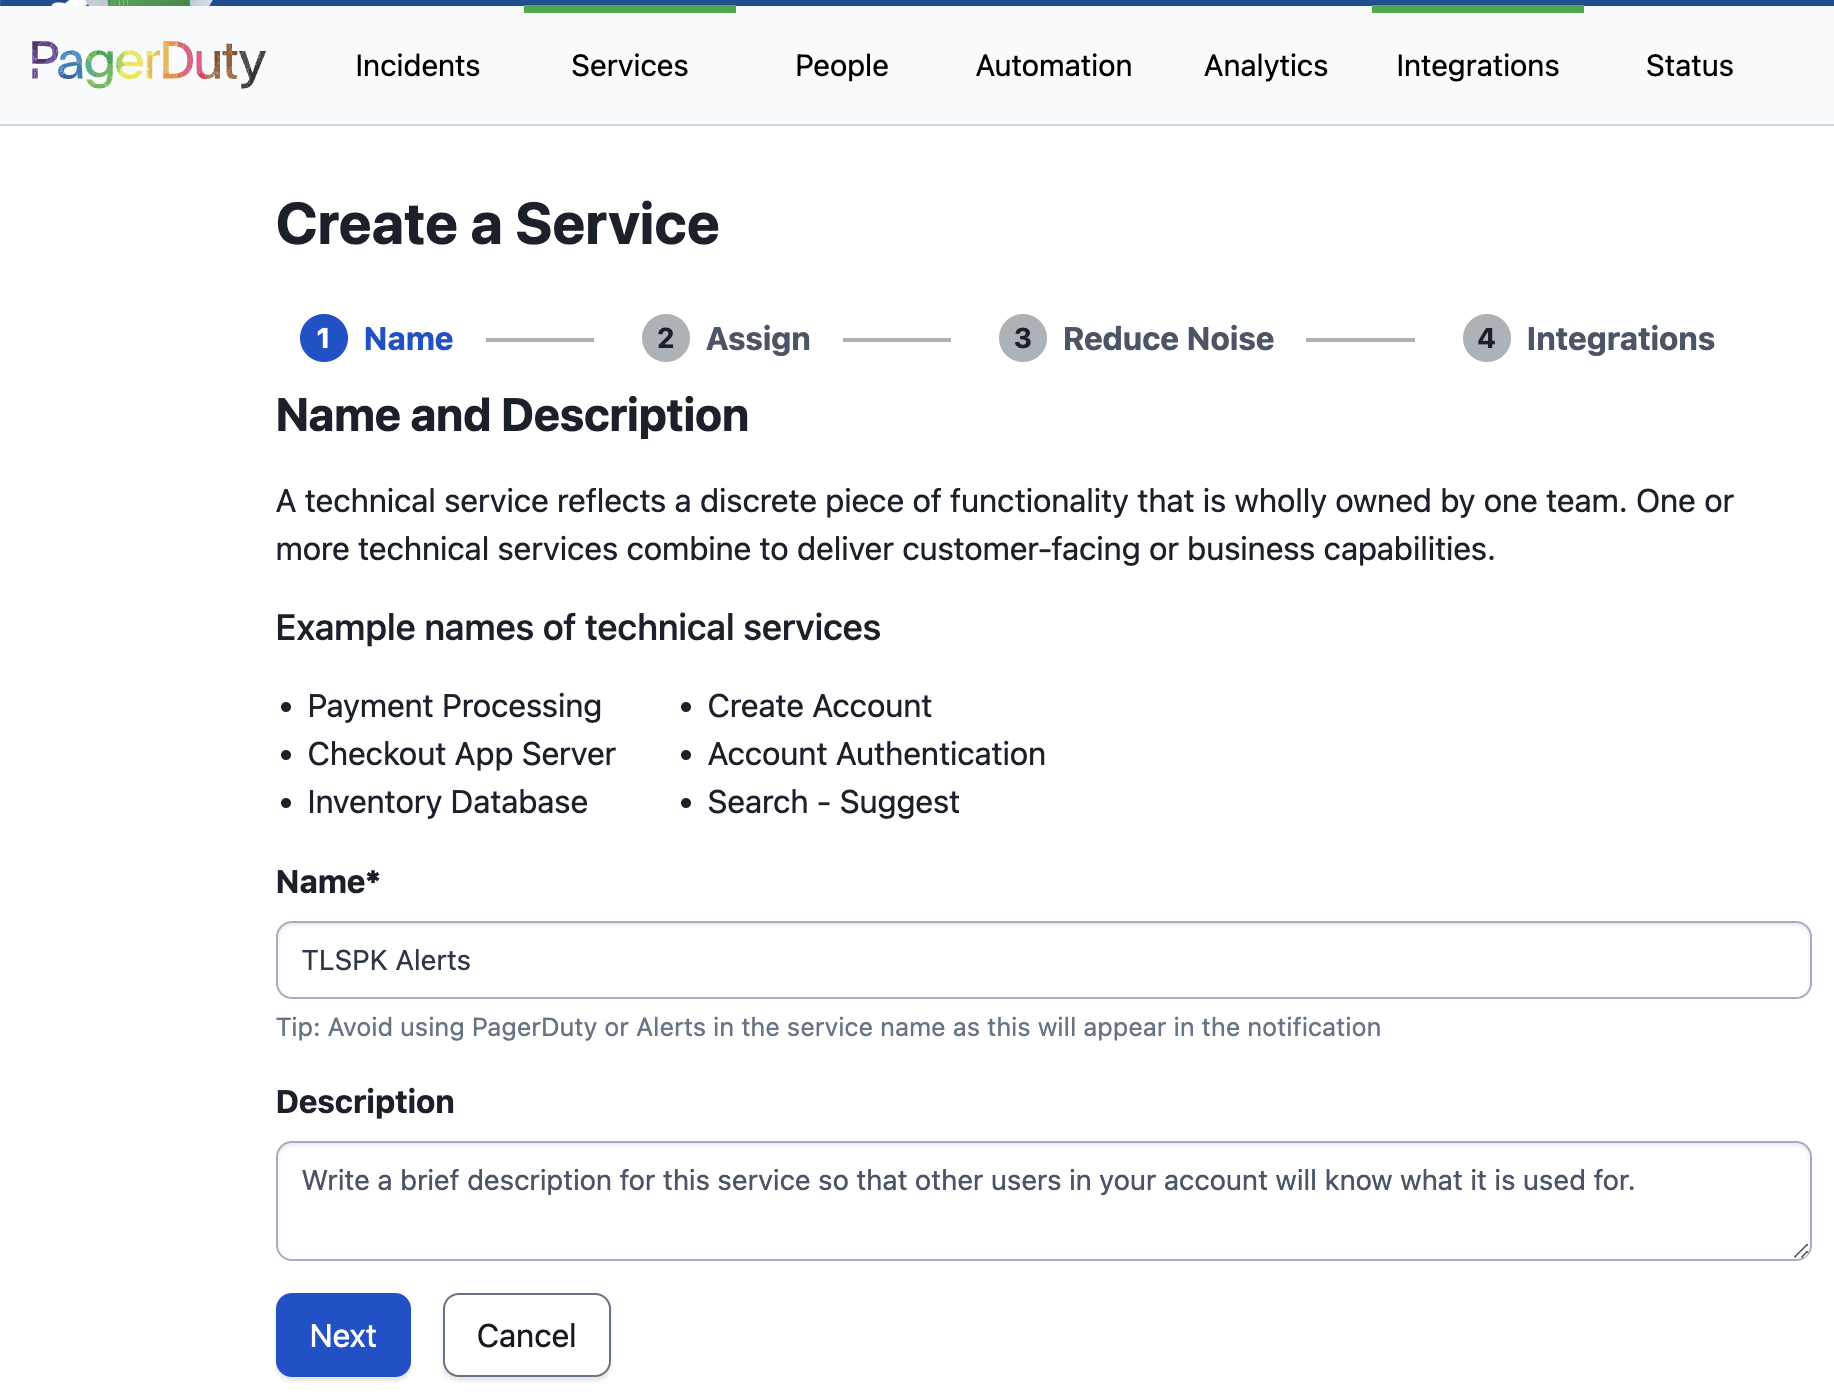 PagerDuty Incidents Services People Automation Analytics Integrations Status
Create a Service
1 Name 2 Assign 3 Reduce Noise 4 Integrations
Name and Description
A technical service reflects a discrete piece of functionality that is wholly owned by one team. One or
more technical services combine to deliver customer-facing or business capabilities.
Example names of technical services
• Payment Processing
• Checkout App Server
• Inventory Database
• Create Account
• Account Authentication
• Search - Suggest
Name*
TLSPK Alerts
Tip: Avoid using PagerDuty or Alerts in the service name as this will appear in the notification
Description
Write a brief description for this service so that other users in your account will know what it is used for.
Next Cancel